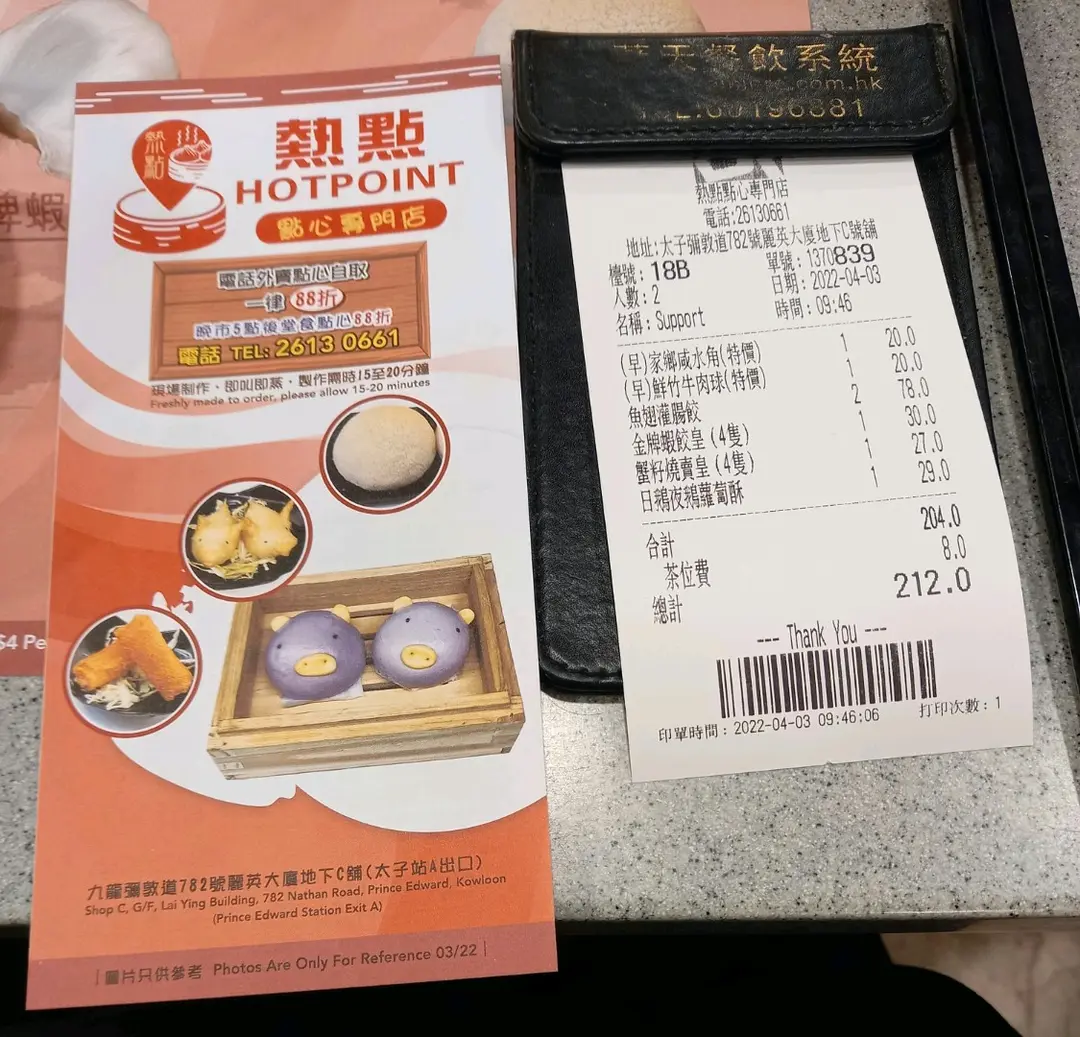 熱點
熱點
HOTPOINT
點心專門店
電話外賣點心自取
一律 88折
晚市5點後堂食點心88折
電話 TEL: 2613 0661
現場制作、即叫即蒸,製作需時15至20分鐘
Freshly made to order, please allow 15-20 minutes
九龍彌敦道782號麗英大廈地下C舖(太子站A出口)
Shop C, G/F, Lai Ying Building, 782 Nathan Road, Prince Edward, Kowloon
(Prince Edward Station Exit A)
圖片只供參考 Photos Are Only For Reference 03/22
牌蝦
$4 Pe
天餐飲系統
.com.hk
熱點點心專門店
電話:26130661
地址:太子彌敦道782號麗英大廈地下C號舖
檯號:18B 單號:1370839
人數:2 日期:2022-04-03
名稱:Support 時間:09:46
(早)家鄉咸水角(特價) 1 20.0
(早)鮮竹牛肉球(特價) 1 20.0
魚翅灌腸餃 2 78.0
金牌蝦餃皇(4隻) 1 30.0
蟹籽燒賣皇(4隻) 1 27.0
日鵝夜鵝蘿蔔酥 1 29.0
合計 204.0
茶位費 8.0
總計 212.0
--- Thank You ---
印單時間:2022-04-03 09:46:06 打印次數:1